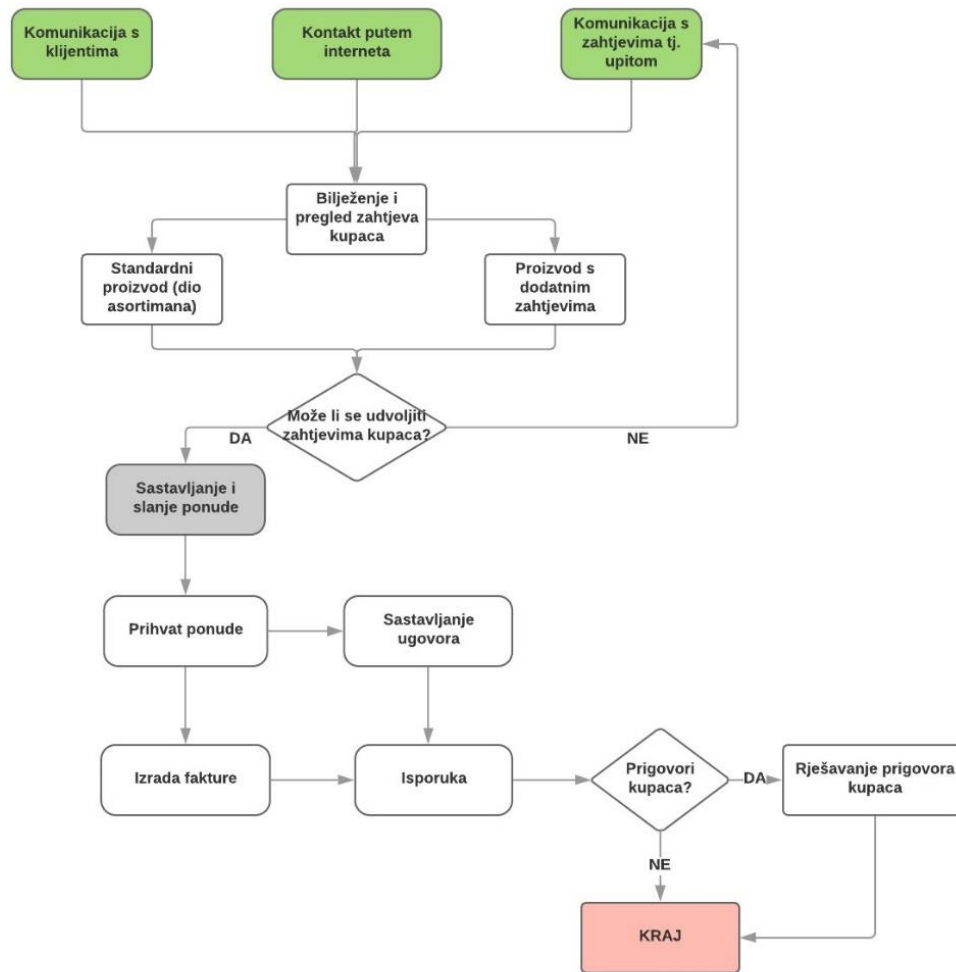 Komunikacija s
klijentima
Kontakt putem
interneta
Komunikacija s
zahtjevima tj.
upitom
Bilježenje i
pregled zahtjeva
kupaca
Standardni
proizvod (dio
asortimana)
Proizvod s
dodatnim
zahtjevima
Može li se udvoljiti
zahtjevima kupaca?
DA
NE
Sastavljanje i
slanje ponude
Prihvat ponude
Sastavljanje
ugovora
Izrada fakture
Isporuka
Prigovori
kupaca?
DA
Rješavanje prigovora
kupaca
NE
KRAJ